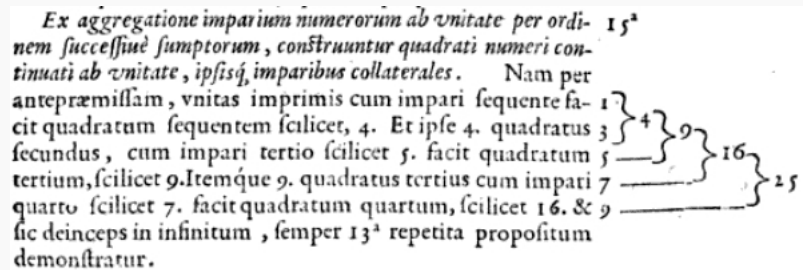 Ex aggregatione imparium numerorum ab vnitate per ordi- 15ª
nem ſucceſſiuè ſumptorum, conſtruuntur quadrati numeri con-
tinuati ab vnitate, ipſisq́, imparibus collaterales. Nam per
antepræmiſſam, vnitas imprimis cum impari ſequente fa- 1
cit quadratum ſequentem ſcilicet, 4. Et ipſe 4. quadratus 3 4 9
ſecundus, cum impari tertio ſcilicet 5. facit quadratum 5 16
tertium, ſcilicet 9. Itemq́ue 9. quadratus tertius cum impari 7 25
quarto ſcilicet 7. facit quadratum quartum, ſcilicet 16. & 9
ſic deinceps in infinitum, ſemper 13ª repetita propoſitum
demonſtratur.